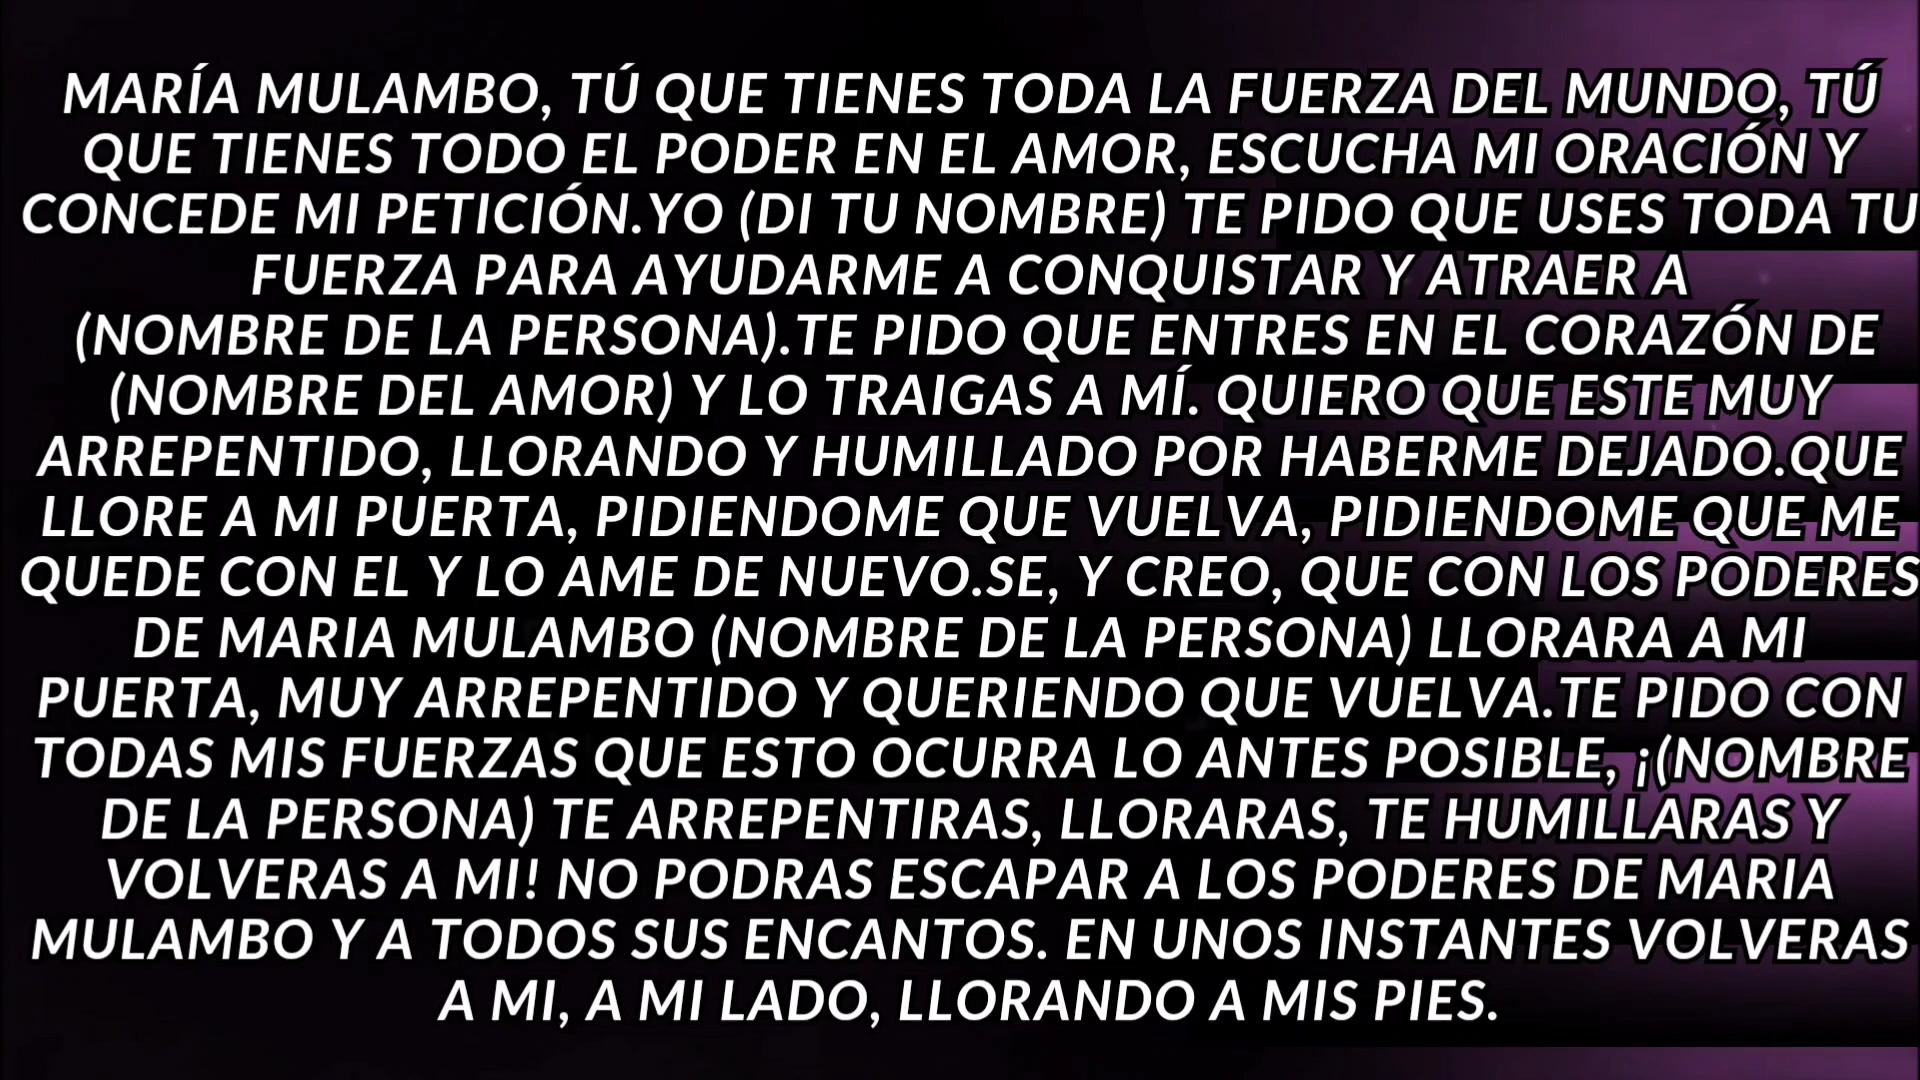 MARÍA MULAMBO, TÚ QUE TIENES TODA LA FUERZA DEL MUNDO, TÚ
QUE TIENES TODO EL PODER EN EL AMOR, ESCUCHA MI ORACIÓN Y
CONCEDE MI PETICIÓN.YO (DI TU NOMBRE) TE PIDO QUE USES TODA TU
FUERZA PARA AYUDARME A CONQUISTAR Y ATRAER A
(NOMBRE DE LA PERSONA).TE PIDO QUE ENTRES EN EL CORAZÓN DE
(NOMBRE DEL AMOR) Y LO TRAIGAS A MÍ. QUIERO QUE ESTE MUY
ARREPENTIDO, LLORANDO Y HUMILLADO POR HABERME DEJADO.QUE
LLORE A MI PUERTA, PIDIENDOME QUE VUELVA, PIDIENDOME QUE ME
QUEDE CON EL Y LO AME DE NUEVO.SE, Y CREO, QUE CON LOS PODERES
DE MARIA MULAMBO (NOMBRE DE LA PERSONA) LLORARA A MI
PUERTA, MUY ARREPENTIDO Y QUERIENDO QUE VUELVA.TE PIDO CON
TODAS MIS FUERZAS QUE ESTO OCURRA LO ANTES POSIBLE, ¡(NOMBRE
DE LA PERSONA) TE ARREPENTIRAS, LLORARAS, TE HUMILLARAS Y
VOLVERAS A MI! NO PODRAS ESCAPAR A LOS PODERES DE MARIA
MULAMBO Y A TODOS SUS ENCANTOS. EN UNOS INSTANTES VOLVERAS
A MI, A MI LADO, LLORANDO A MIS PIES.